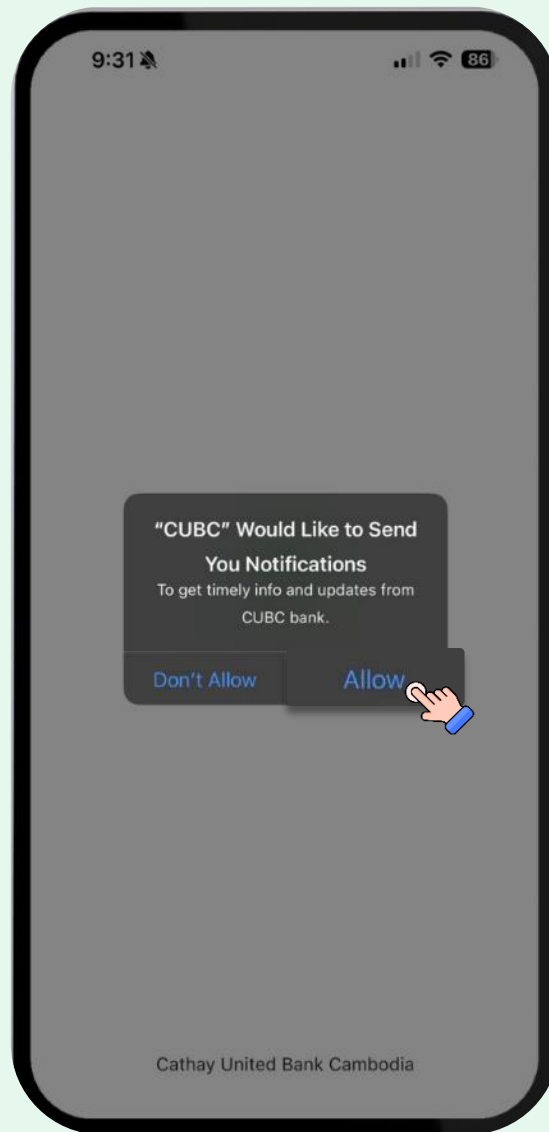 9:31
86
“CUBC” Would Like to Send
You Notifications
To get timely info and updates from
CUBC bank.
Don't Allow
Allow
Cathay United Bank Cambodia